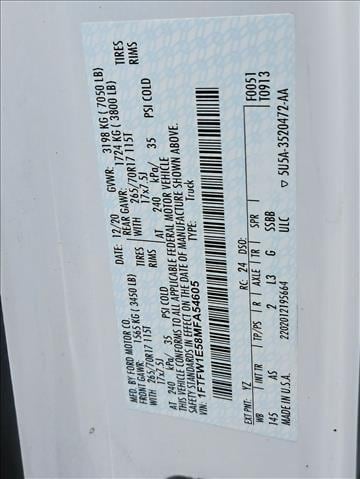 MFD. BY FORD MOTOR CO.
12/20 GVWR: 3198 KG ( 7050 LB)
FRONT GAWR: 1565 KG (3450 LB) REAR GAWR: 1724 KG ( 3800 LB)
WITH 265/70R17 115T TIRES WITH 265/70R17 115T TIRES
17x7.5J RIMS 17x7.5J RIMS
AT 240 kPa/ 35 PSI COLD AT 240 kPa/ 35 PSI COLD
THIS VEHICLE CONFORMS TO ALL APPLICABLE FEDERAL MOTOR VEHICLE
SAFETY STANDARDS IN EFFECT ON THE DATE OF MANUFACTURE SHOWN ABOVE.
VIN: 1FTFW1E58MFA54605 TYPE: Truck
F0051
T0913
EXT PNT: YZ RC: 24 DSO:
WB INT TR TP/PS R AXLE TR SPR
145 AS 2 L3 G SSBB
U.S.A. 2202012195664 ULC
5U5A-3520472-AA